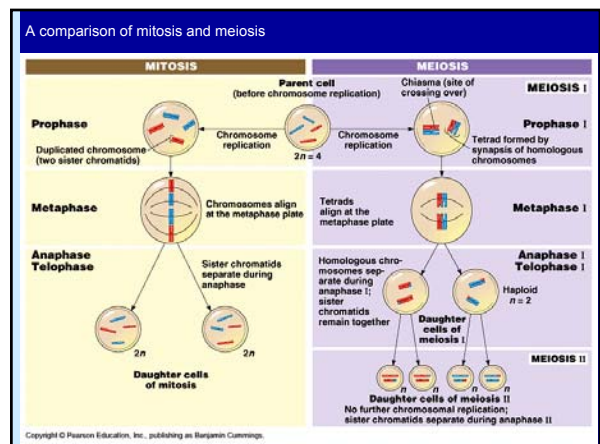 A comparison of mitosis and meiosis
MITOSIS
MEIOSIS
Parent cell
(before chromosome replication)
Chiasma (site of
crossing over)
MEIOSIS I
Prophase
Prophase I
Duplicated chromosome
(two sister chromatids)
Chromosome
replication
2n = 4
Chromosome
replication
Tetrad formed by
synapsis of homologous
chromosomes
Metaphase
Chromosomes align
at the metaphase plate
Tetrads
align at the
metaphase plate
Metaphase I
Anaphase
Telophase
Sister chromatids
separate during
anaphase
Homologous chro-
mosomes sep-
arate during
anaphase I;
sister
chromatids
remain together
Anaphase I
Telophase I
Haploid
n = 2
Daughter
cells of
meiosis I
2n
2n
Daughter cells
of mitosis
MEIOSIS II
n
n
n
n
Daughter cells of meiosis II
No further chromosomal replication;
sister chromatids separate during anaphase II
Copyright © Pearson Education, Inc., publishing as Benjamin Cummings.